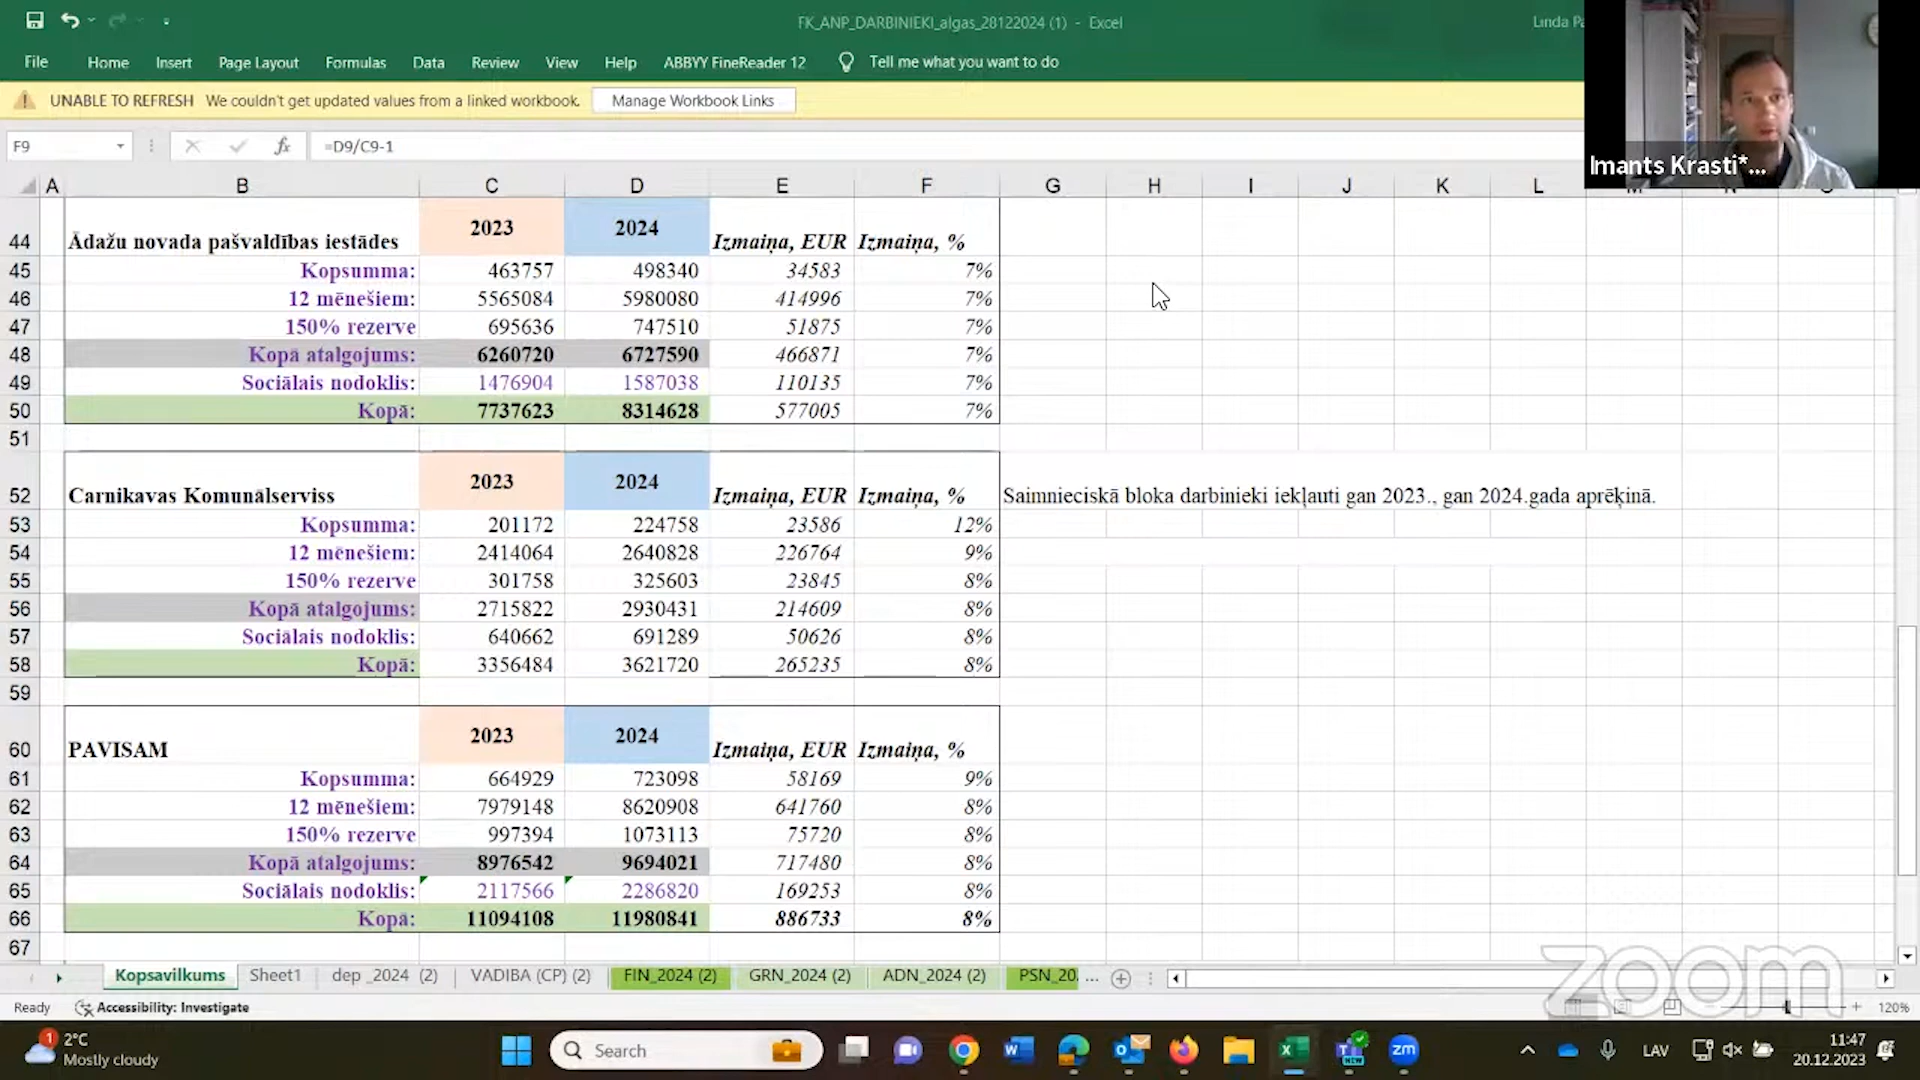 FK_ANP_DARBINIEKI_algas_28122024 (1) - Excel
File Home Insert Page Layout Formulas Data Review View Help ABBYY FineReader 12 Tell me what you want to do
UNABLE TO REFRESH We couldn't get updated values from a linked workbook. Manage Workbook Links
Imants Krasti*...
F9 fx =D9/C9-1
A B C D E F G H I J K L
44 Ādažu novada pašvaldības iestādes 2023 2024 Izmaiņa, EUR Izmaiņa, %
45 Kopsumma: 463757 498340 34583 7%
46 12 mēnešiem: 5565084 5980080 414996 7%
47 150% rezerve 695636 747510 51875 7%
48 Kopā atalgojums: 6260720 6727590 466871 7%
49 Sociālais nodoklis: 1476904 1587038 110135 7%
50 Kopā: 7737623 8314628 577005 7%
51
52 Carnikavas Komunālserviss 2023 2024 Izmaiņa, EUR Izmaiņa, % Saimnieciskā bloka darbinieki iekļauti gan 2023., gan 2024.gada aprēķinā.
53 Kopsumma: 201172 224758 23586 12%
54 12 mēnešiem: 2414064 2640828 226764 9%
55 150% rezerve 301758 325603 23845 8%
56 Kopā atalgojums: 2715822 2930431 214609 8%
57 Sociālais nodoklis: 640662 691289 50626 8%
58 Kopā: 3356484 3621720 265235 8%
59
60 PAVISAM 2023 2024 Izmaiņa, EUR Izmaiņa, %
61 Kopsumma: 664929 723098 58169 9%
62 12 mēnešiem: 7979148 8620908 641760 8%
63 150% rezerve 997394 1073113 75720 8%
64 Kopā atalgojums: 8976542 9694021 717480 8%
65 Sociālais nodoklis: 2117566 2286820 169253 8%
66 Kopā: 11094108 11980841 886733 8%
67
Kopsavilkums Sheet1 dep _2024 (2) VADIBA (CP) (2) FIN_2024 (2) GRN_2024 (2) ADN_2024 (2) PSN_20 ...
zoom
Ready Accessibility: Investigate 120%
1 2°C
Mostly cloudy
Search
zm
LAV
11:47
20.12.2023